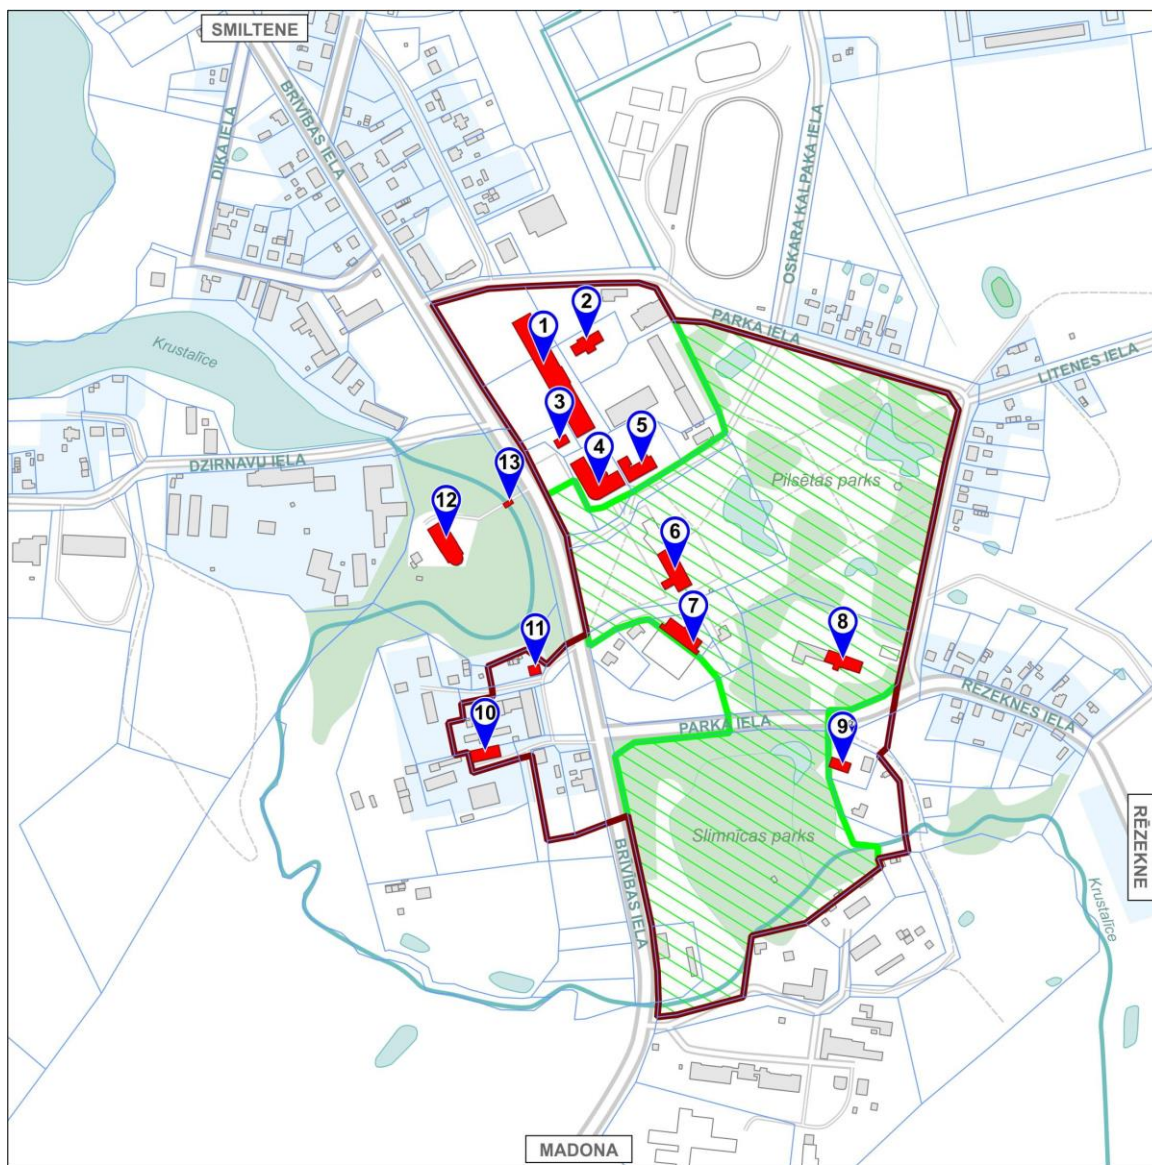 SMILTENE
BRĪVĪBAS IELA
DĪĶA IELA
OSKARA KALPAKA IELA
PARKA IELA
LITENES IELA
Krustalīce
DZIRNAVU IELA
1
2
3
4
5
13
12
Pilsētas parks
6
7
8
11
10
9
PARKA IELA
RĒZEKNES IELA
RĒZEKNE
Slimnīcas parks
BRĪVĪBAS IELA
Krustalīce
MADONA